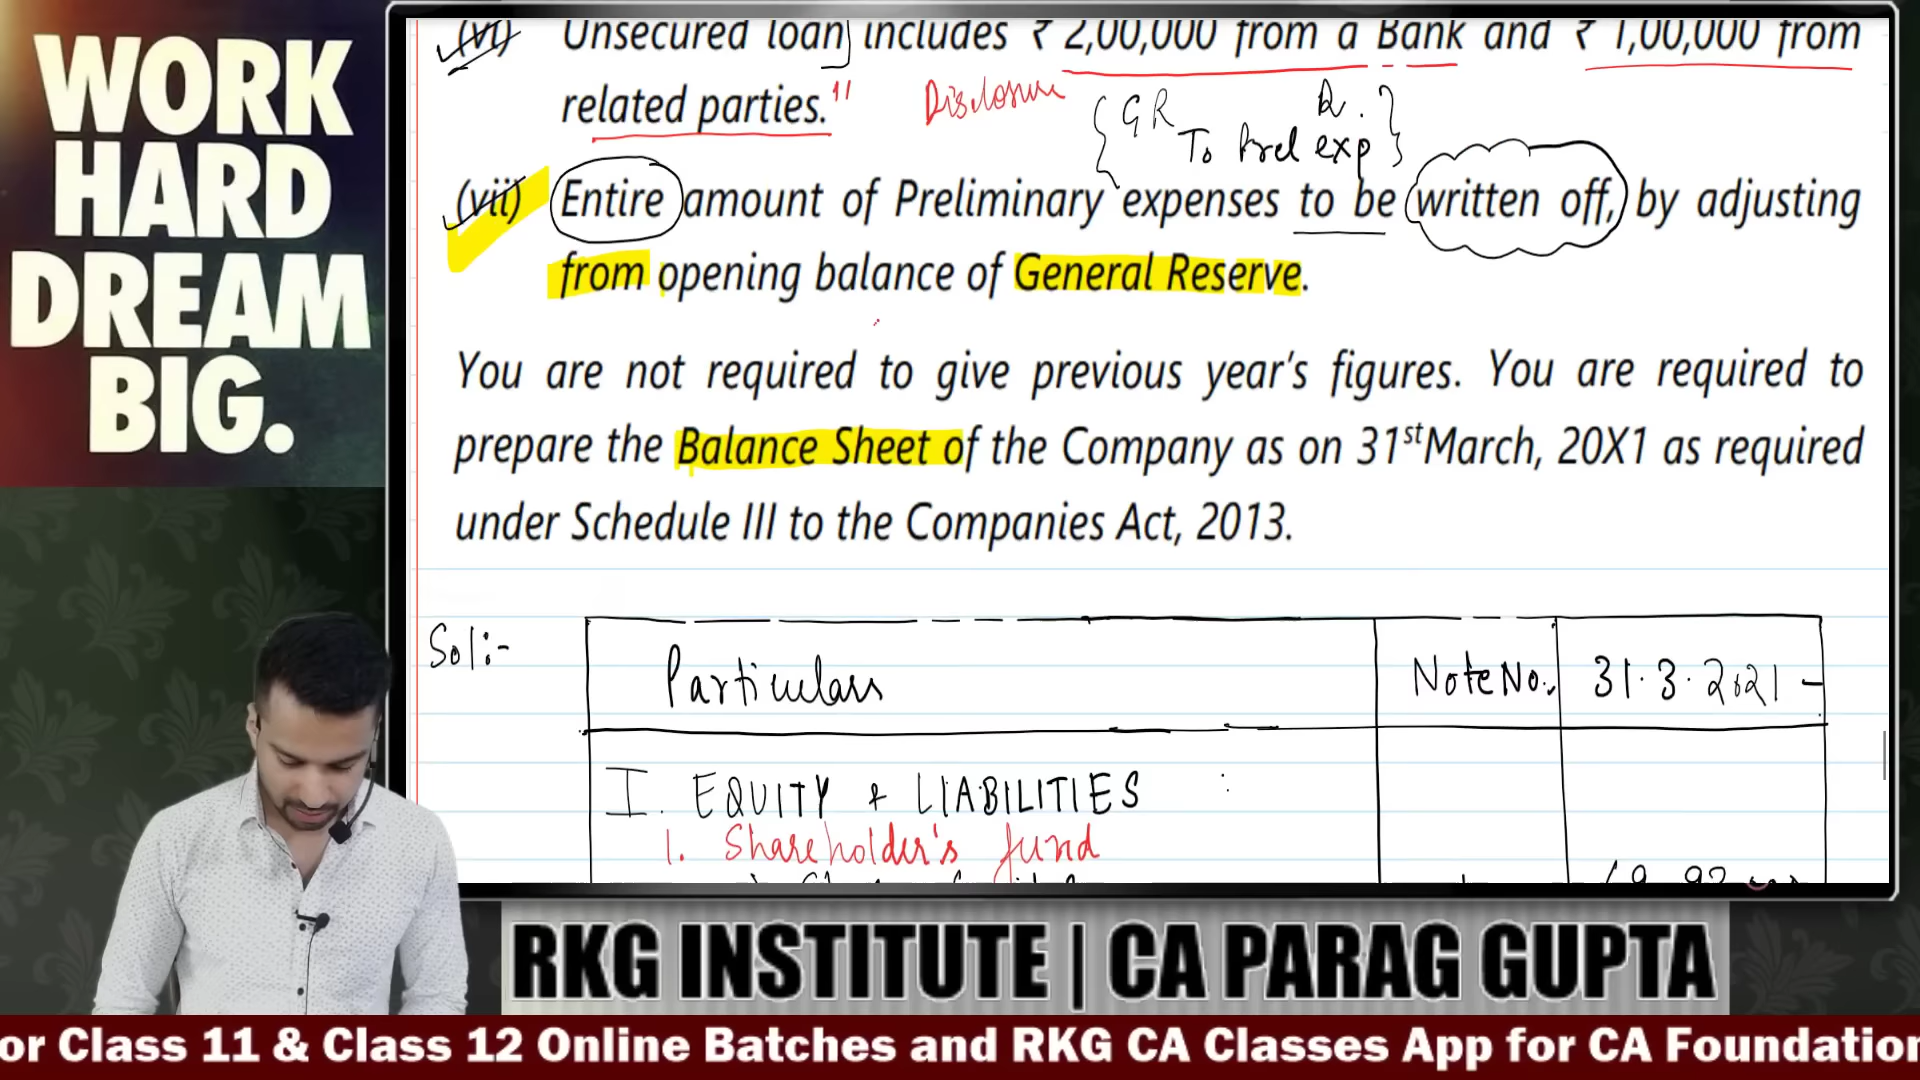 WORK
HARD
DREAM
BIG.
(vi) Unsecured loan includes ₹ 2,00,000 from a Bank and ₹ 1,00,000 from
related parties." Disclosure
{GR
To Prel exp}
(vii) Entire amount of Preliminary expenses to be written off, by adjusting
from opening balance of General Reserve.
You are not required to give previous year's figures. You are required to
prepare the Balance Sheet of the Company as on 31st March, 20X1 as required
under Schedule III to the Companies Act, 2013.
Sol:-
Particulars Note No. 31.3.2021
I. EQUITY & LIABILITIES
1. Shareholder's fund
RKG INSTITUTE | CA PARAG GUPTA
or Class 11 & Class 12 Online Batches and RKG CA Classes App for CA Foundation